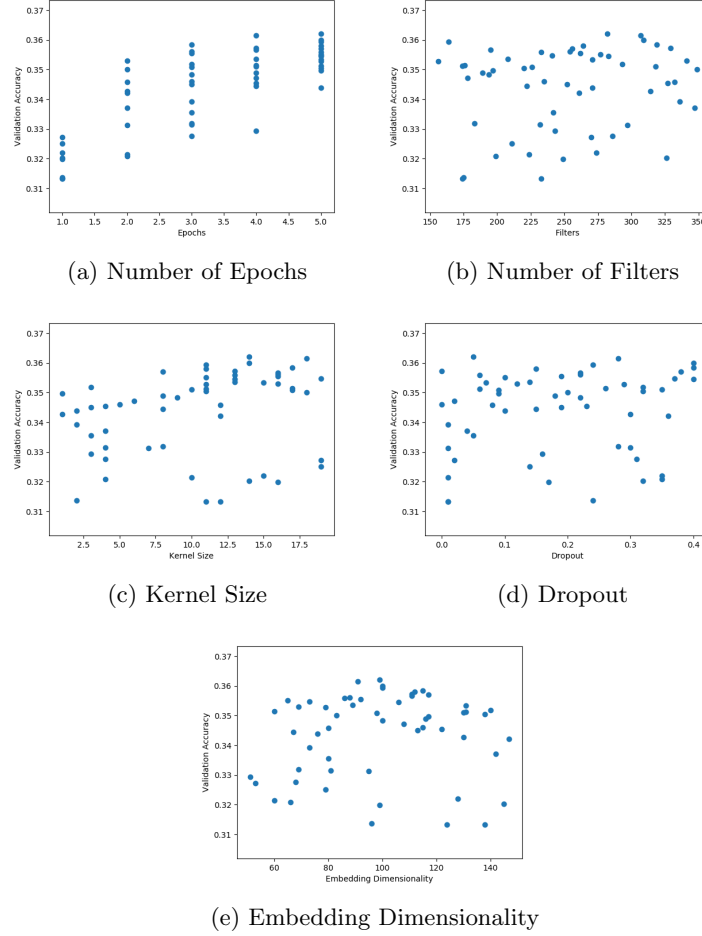 0.37
0.36
0.35
0.34
0.33
0.32
0.31
Validation Accuracy
1.0 1.5 2.0 2.5 3.0 3.5 4.0 4.5 5.0
Epochs
(a) Number of Epochs
0.37
0.36
0.35
0.34
0.33
0.32
0.31
Validation Accuracy
150 175 200 225 250 275 300 325 350
Filters
(b) Number of Filters
0.37
0.36
0.35
0.34
0.33
0.32
0.31
Validation Accuracy
2.5 5.0 7.5 10.0 12.5 15.0 17.5
Kernel Size
(c) Kernel Size
0.37
0.36
0.35
0.34
0.33
0.32
0.31
Validation Accuracy
0.0 0.1 0.2 0.3 0.4
Dropout
(d) Dropout
0.37
0.36
0.35
0.34
0.33
0.32
0.31
Validation Accuracy
60 80 100 120 140
Embedding Dimensionality
(e) Embedding Dimensionality